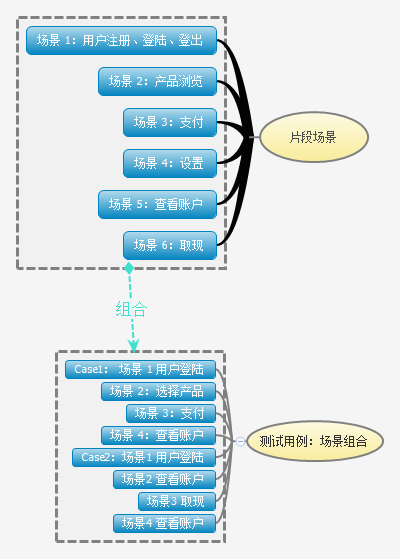 场景 1：用户注册、登陆、登出
场景 2：产品浏览
场景 3：支付
片段场景
场景 4：设置
场景 5：查看账户
场景 6：取现
组合
Case1： 场景 1 用户登陆
场景 2：选择产品
场景 3：支付
场景 4：查看账户
测试用例：场景组合
Case2：场景1 用户登陆
场景2 查看账户
场景3 取现
场景4 查看账户